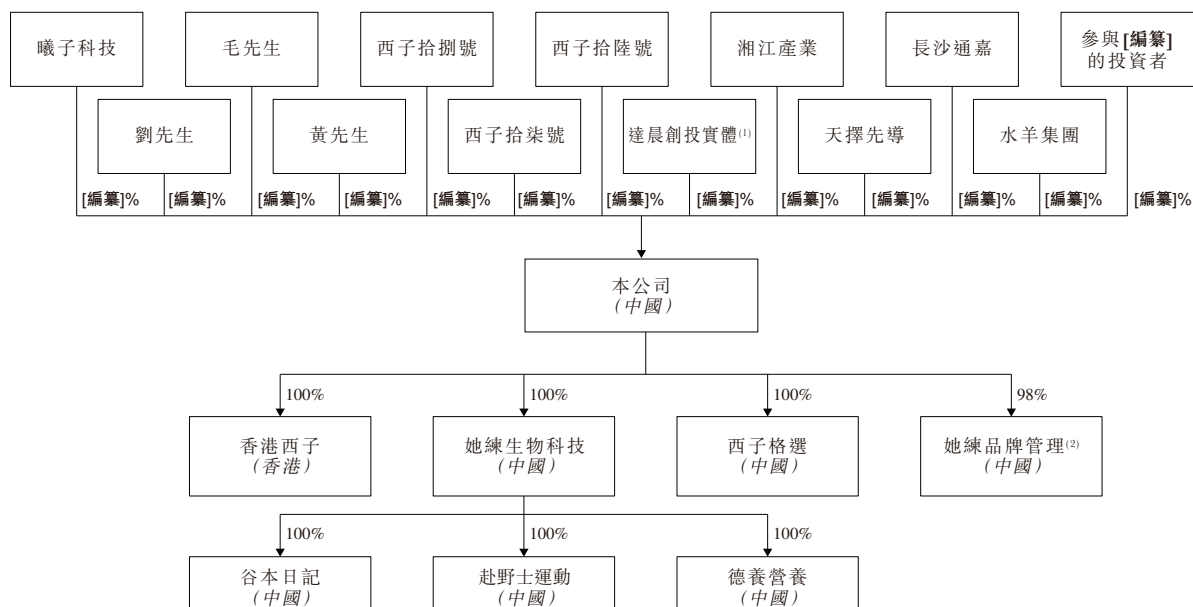 曦子科技
毛先生
西子拾捌號
西子拾陸號
湘江產業
長沙通嘉
參與[編纂]
的投資者
劉先生
黃先生
西子拾柒號
達晨創投實體(1)
天擇先導
水羊集團
[編纂]% [編纂]% [編纂]% [編纂]% [編纂]% [編纂]% [編纂]% [編纂]% [編纂]% [編纂]% [編纂]% [編纂]% [編纂]%
本公司
(中國)
100%
100%
100%
98%
香港西子
(香港)
她練生物科技
(中國)
西子格選
(中國)
她練品牌管理(2)
(中國)
100%
100%
100%
谷本日記
(中國)
赴野士運動
(中國)
德養營養
(中國)